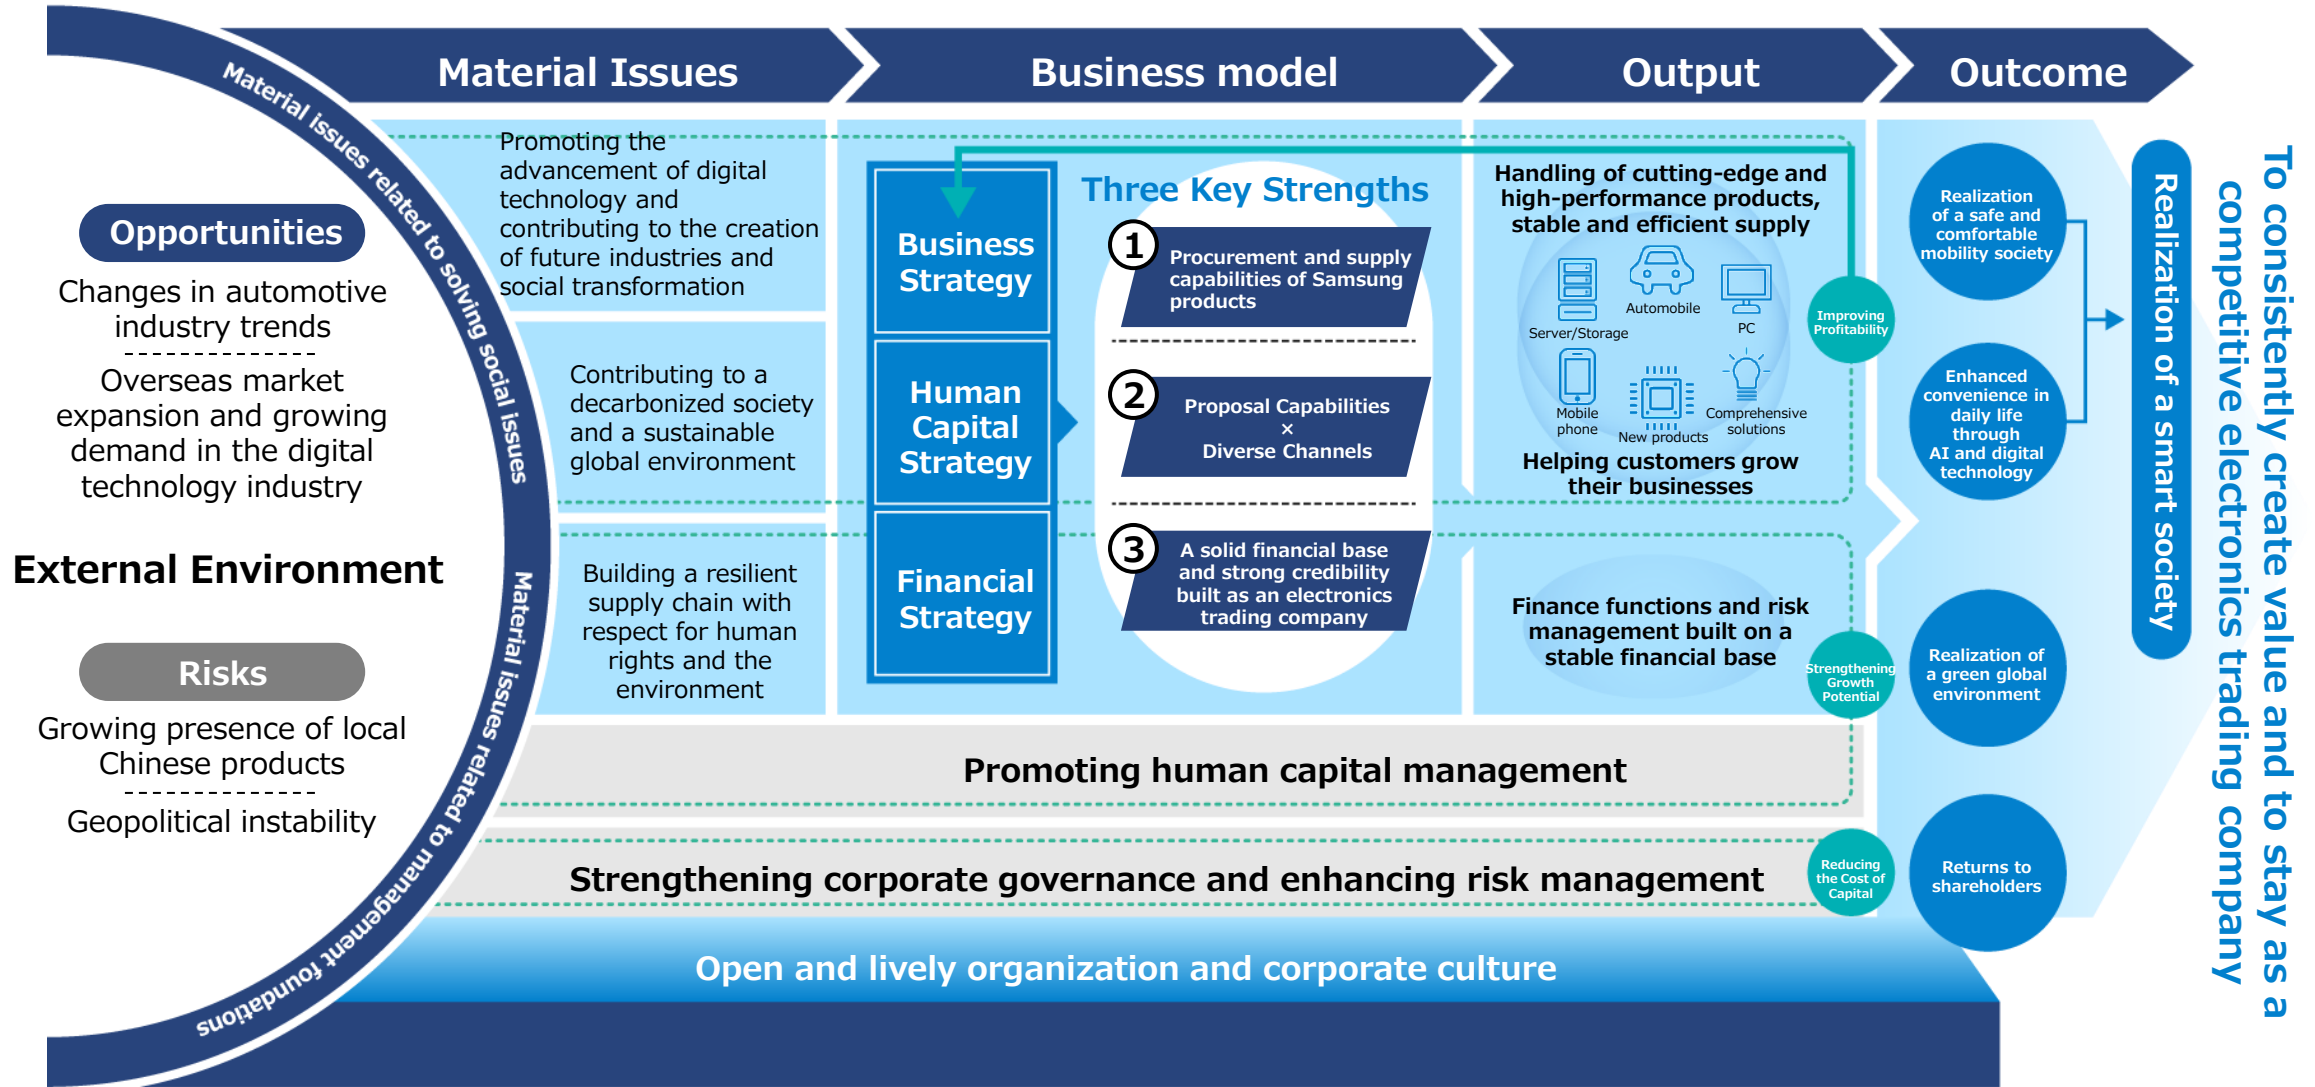 Material Issues
Business model
Output
Outcome
Material issues related to solving social issues
Material issues related to management foundations
Opportunities
Changes in automotive
industry trends
Overseas market
expansion and growing
demand in the digital
technology industry
External Environment
Risks
Growing presence of local
Chinese products
Geopolitical instability
Promoting the
advancement of digital
technology and
contributing to the creation
of future industries and
social transformation
Contributing to a
decarbonized society
and a sustainable
global environment
Building a resilient
supply chain with
respect for human
rights and the
environment
Business
Strategy
Human
Capital
Strategy
Financial
Strategy
Three Key Strengths
1
Procurement and supply
capabilities of Samsung
products
2
Proposal Capabilities
×
Diverse Channels
3
A solid financial base
and strong credibility
built as an electronics
trading company
Handling of cutting-edge and
high-performance products,
stable and efficient supply
Server/Storage
Automobile
PC
Mobile
phone
New products
Comprehensive
solutions
Helping customers grow
their businesses
Finance functions and risk
management built on a
stable financial base
Improving
Profitability
Strengthening
Growth
Potential
Reducing
the Cost of
Capital
Promoting human capital management
Strengthening corporate governance and enhancing risk management
Open and lively organization and corporate culture
Realization
of a safe and
comfortable
mobility society
Enhanced
convenience in
daily life
through
AI and digital
technology
Realization of
a green global
environment
Returns to
shareholders
Realization of a smart society
To consistently create value and to stay as a
competitive electronics trading company